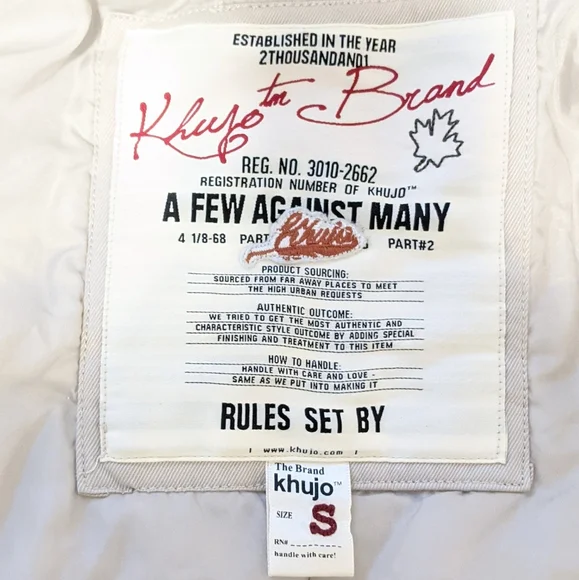 ESTABLISHED IN THE YEAR
2THOUSANDAND1
Khujo tm Brand
REG. NO. 3010-2662
REGISTRATION NUMBER OF KHUJO™
A FEW AGAINST MANY
4 1/8-68 PART khujo PART#2
PRODUCT SOURCING:
SOURCED FROM FAR AWAY PLACES TO MEET
THE HIGH URBAN REQUESTS
AUTHENTIC OUTCOME:
WE TRIED TO GET THE MOST AUTHENTIC AND
CHARACTERISTIC STYLE OUTCOME BY ADDING SPECIAL
FINISHING AND TREATMENT TO THIS ITEM
HOW TO HANDLE:
HANDLE WITH CARE AND LOVE -
SAME AS WE PUT INTO MAKING IT
RULES SET BY
www.khujo.com
The Brand
khujo™
SIZE S
RN#
handle with care!